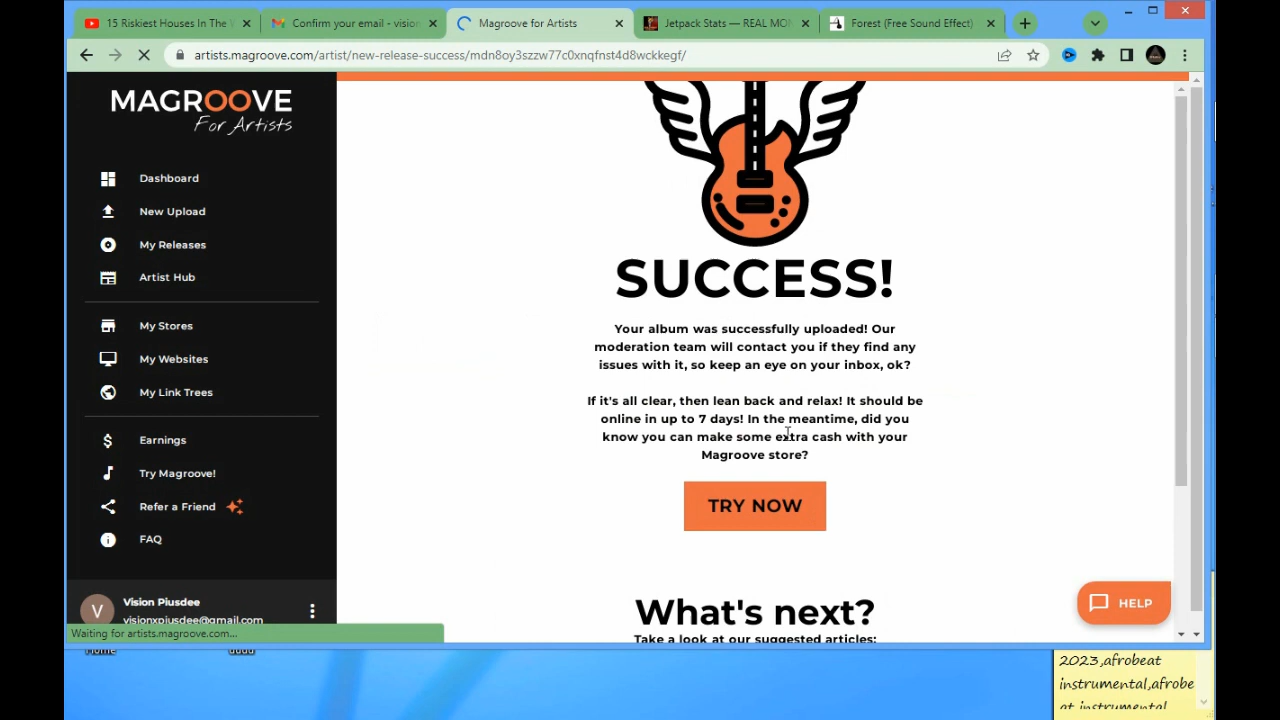 15 Riskiest Houses In The W
Confirm your email - vision
Magroove for Artists
Jetpack Stats — REAL MON
Forest (Free Sound Effect)
artists.magroove.com/artist/new-release-success/mdn8oy3szzw77c0xnqfnst4d8wckkegf/
MAGROOVE
For Artists
Dashboard
New Upload
My Releases
Artist Hub
My Stores
My Websites
My Link Trees
Earnings
Try Magroove!
Refer a Friend
FAQ
V
Vision Piusdee
visionxpiusdee@gmail.com
Waiting for artists.magroove.com...
SUCCESS!
Your album was successfully uploaded! Our
moderation team will contact you if they find any
issues with it, so keep an eye on your inbox, ok?
If it's all clear, then lean back and relax! It should be
online in up to 7 days! In the meantime, did you
know you can make some extra cash with your
Magroove store?
TRY NOW
What's next?
Take a look at our suggested articles:
HELP
2023,afrobeat
instrumental,afrobe
at instrumental